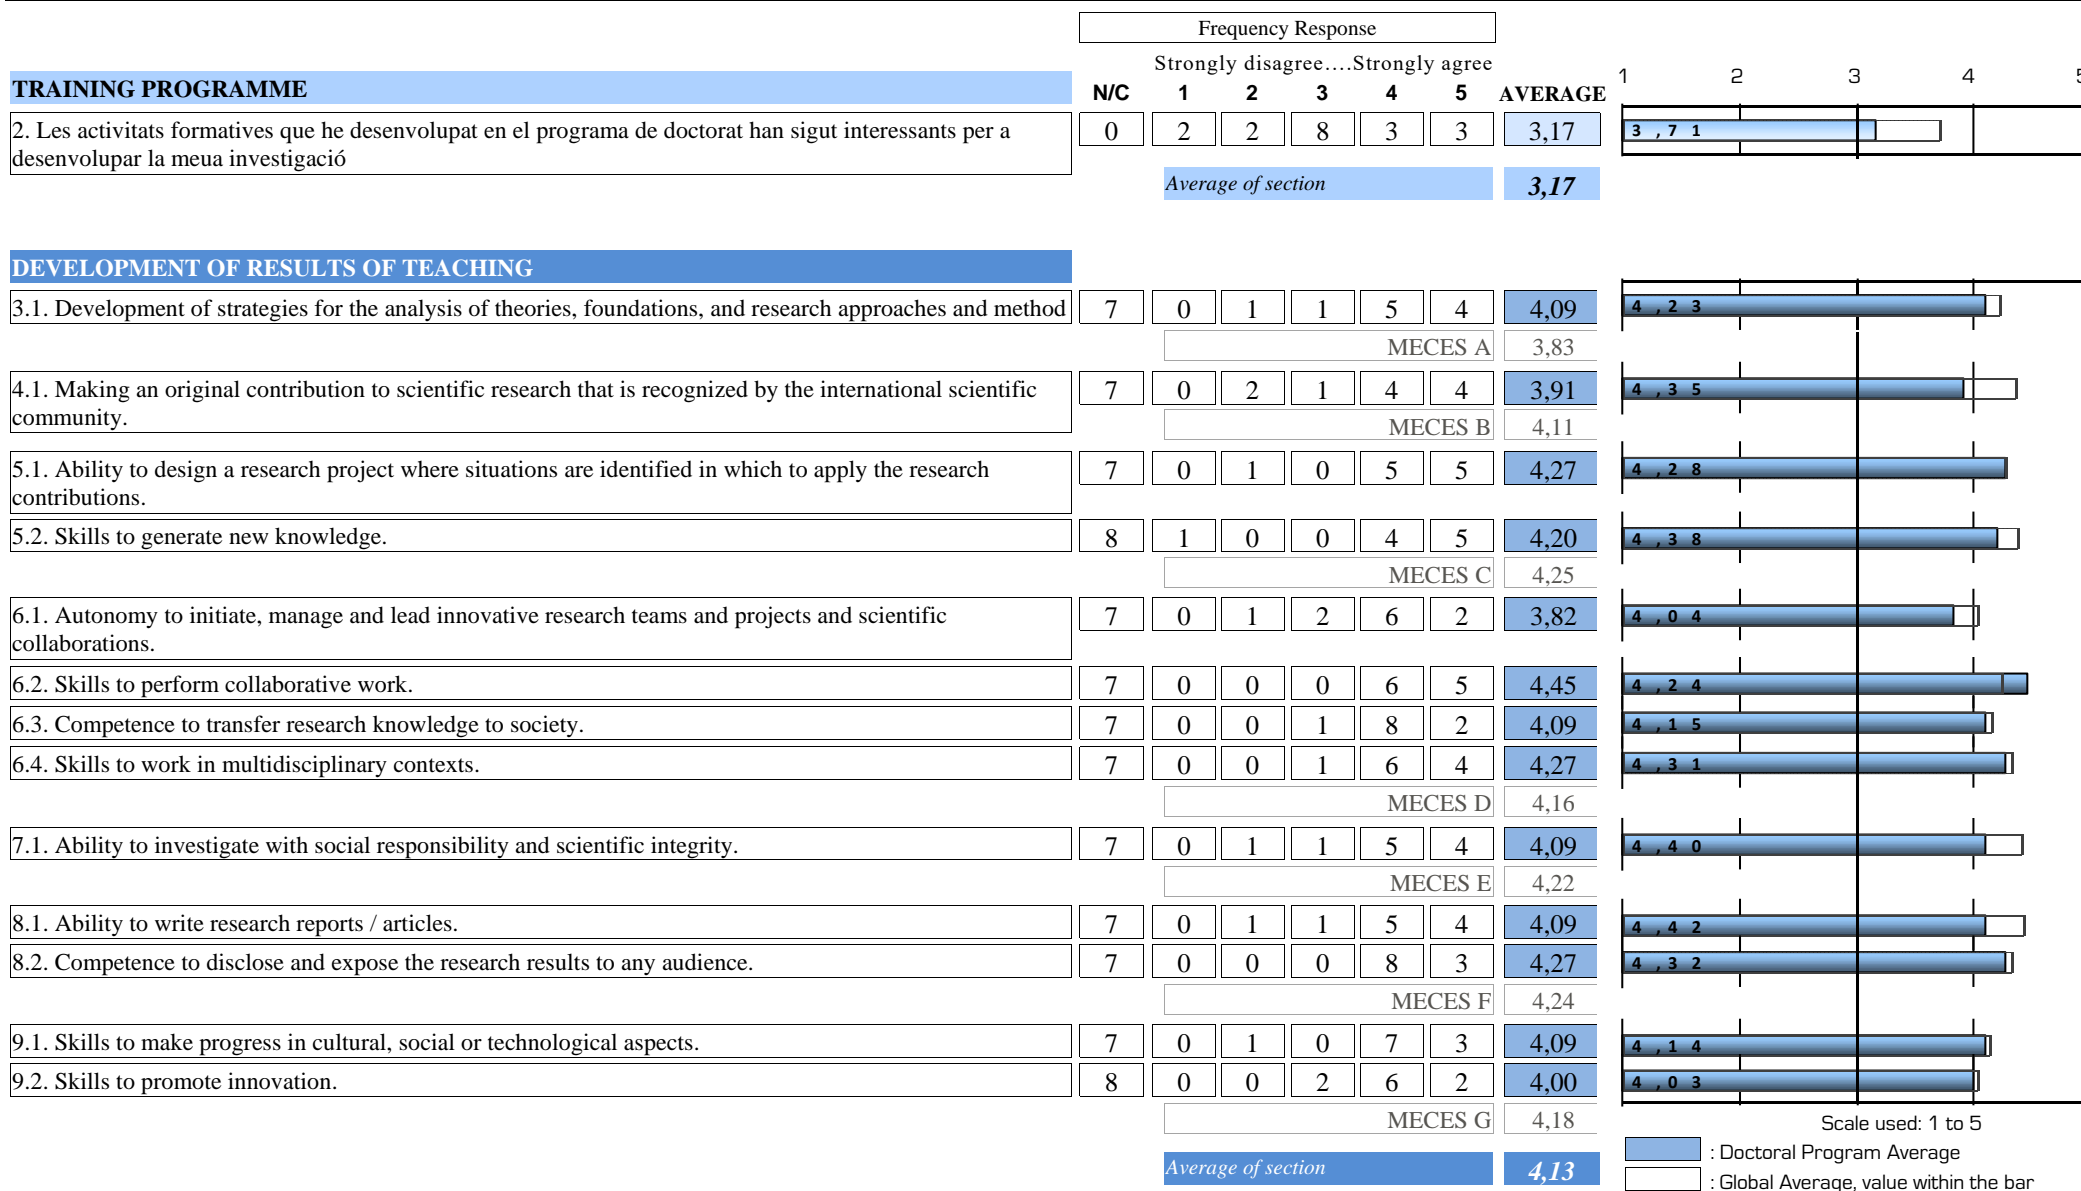 Frequency Response
Strongly disagree....Strongly agree
TRAINING PROGRAMME N/C 1 2 3 4 5 AVERAGE 1 2 3 4 5
2. Les activitats formatives que he desenvolupat en el programa de doctorat han sigut interessants per a 0 2 2 8 3 3 3,17 3,71
desenvolupar la meua investigació
Average of section 3,17
DEVELOPMENT OF RESULTS OF TEACHING
3.1. Development of strategies for the analysis of theories, foundations, and research approaches and method 7 0 1 1 5 4 4,09 4,23
MECES A 3,83
4.1. Making an original contribution to scientific research that is recognized by the international scientific 7 0 2 1 4 4 3,91 4,35
community.
MECES B 4,11
5.1. Ability to design a research project where situations are identified in which to apply the research 7 0 1 0 5 5 4,27 4,28
contributions.
5.2. Skills to generate new knowledge. 8 1 0 0 4 5 4,20 4,38
MECES C 4,25
6.1. Autonomy to initiate, manage and lead innovative research teams and projects and scientific 7 0 1 2 6 2 3,82 4,04
collaborations.
6.2. Skills to perform collaborative work. 7 0 0 0 6 5 4,45 4,24
6.3. Competence to transfer research knowledge to society. 7 0 0 1 8 2 4,09 4,15
6.4. Skills to work in multidisciplinary contexts. 7 0 0 1 6 4 4,27 4,31
MECES D 4,16
7.1. Ability to investigate with social responsibility and scientific integrity. 7 0 1 1 5 4 4,09 4,40
MECES E 4,22
8.1. Ability to write research reports / articles. 7 0 1 1 5 4 4,09 4,42
8.2. Competence to disclose and expose the research results to any audience. 7 0 0 0 8 3 4,27 4,32
MECES F 4,24
9.1. Skills to make progress in cultural, social or technological aspects. 7 0 1 0 7 3 4,09 4,14
9.2. Skills to promote innovation. 8 0 0 2 6 2 4,00 4,03
MECES G 4,18
Scale used: 1 to 5
Average of section 4,13
: Doctoral Program Average
: Global Average, value within the bar